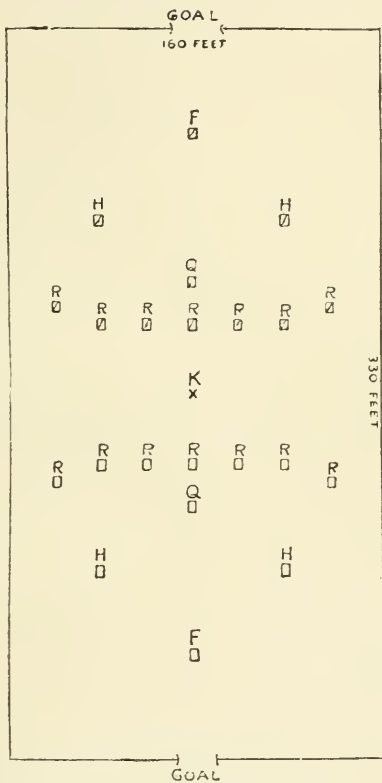 GOAL
160 FEET
F
H H
Q
R R
R R R P R
K
x
330 FEET
R R R R R
R R
Q
H H
F
GOAL